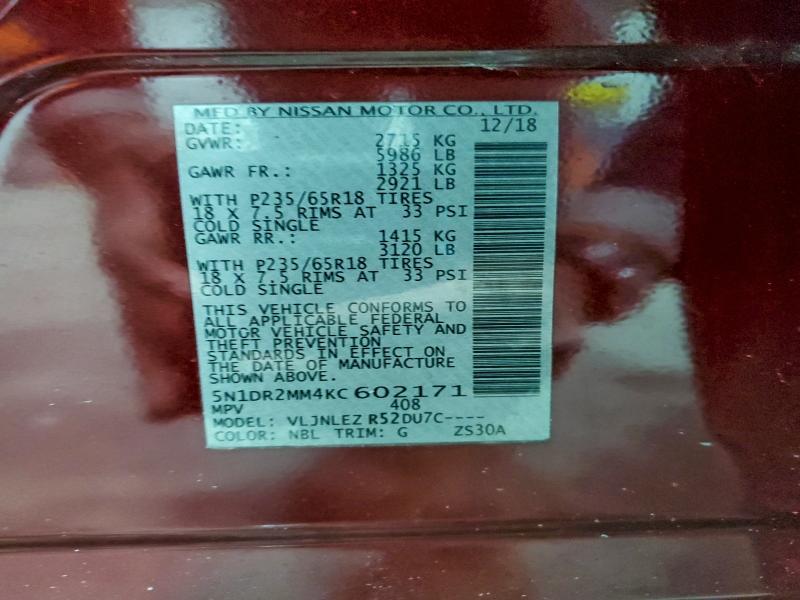 MFD BY NISSAN MOTOR CO., LTD.
DATE: 12/18
GVWR: 2715 KG
5986 LB
GAWR FR.: 1325 KG
2921 LB
WITH P235/65R18 TIRES
18 X 7.5 RIMS AT 33 PSI
COLD SINGLE
GAWR RR.: 1415 KG
3120 LB
WITH P235/65R18 TIRES
18 X 7.5 RIMS AT 33 PSI
COLD SINGLE
THIS VEHICLE CONFORMS TO
ALL APPLICABLE FEDERAL
MOTOR VEHICLE SAFETY AND
THEFT PREVENTION
STANDARDS IN EFFECT ON
THE DATE OF MANUFACTURE
SHOWN ABOVE.
5N1DR2MM4KC602171
MPV 408
MODEL: VLJNLEZ R52DU7C----
COLOR: NBL TRIM: G ZS30A